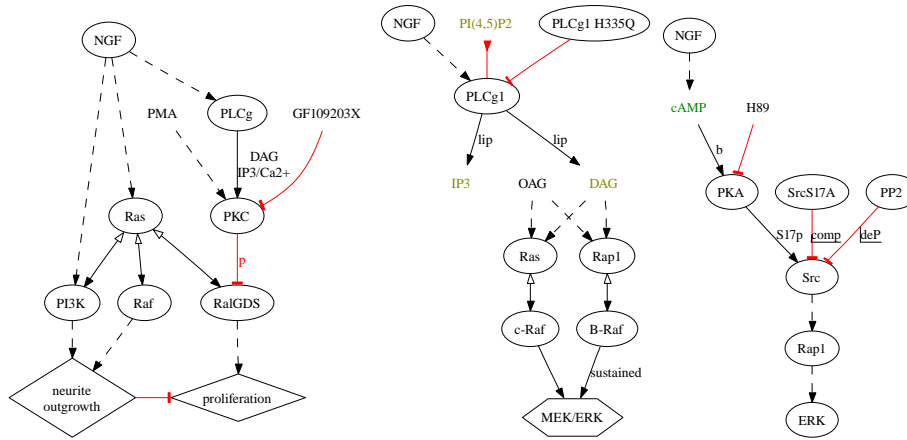 NGF
PLCg
PMA
GF109203X
DAG
IP3/Ca2+
Ras
PKC
p
PI3K
Raf
RalGDS
neurite
outgrowth
proliferation
NGF
PI(4,5)P2
PLCg1 H335Q
PLCg1
lip
lip
IP3
OAG
DAG
Ras
Rap1
c-Raf
B-Raf
sustained
MEK/ERK
NGF
cAMP
H89
b
PKA
SrcS17A
PP2
S17p
comp
deP
Src
Rap1
ERK